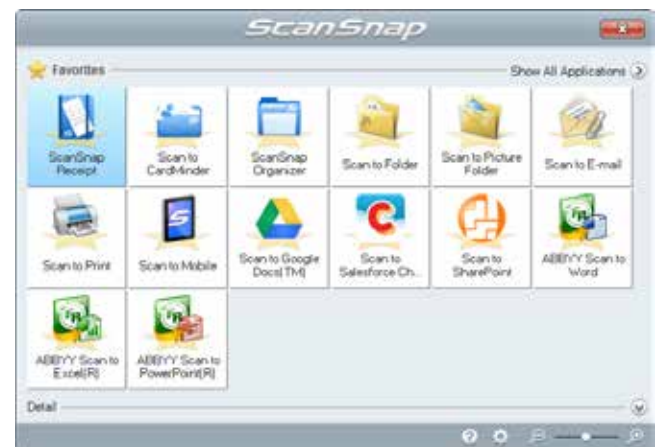 ScanSnap
Favorites
Show All Applications
ScanSnap
Receipt
Scan to
CardMinder
ScanSnap
Organizer
Scan to Folder
Scan to Picture
Folder
Scan to E-mail
Scan to Print
Scan to Mobile
Scan to Google
Docs(TM)
Scan to
Salesforce Ch...
Scan to
SharePoint
ABBYY Scan to
Word
ABBYY Scan to
Excel(R)
ABBYY Scan to
PowerPoint(R)
Detail